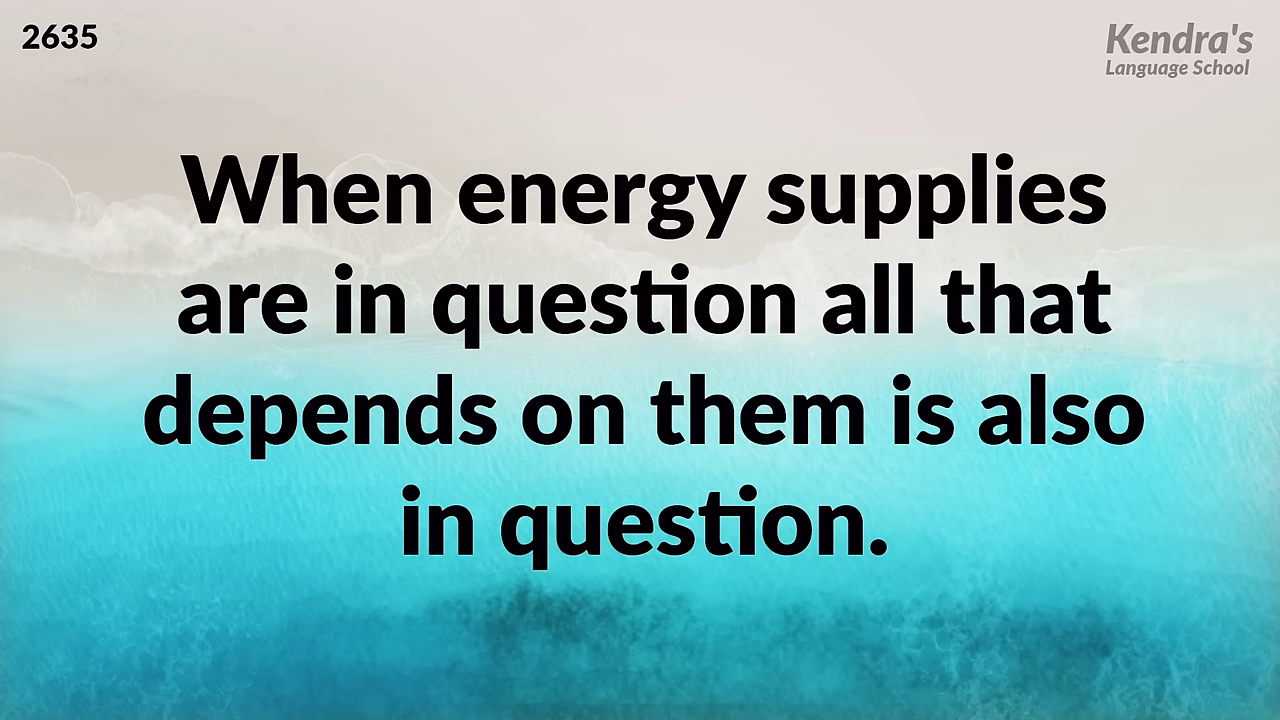 2635
Kendra's
Language School
When energy supplies
are in question all that
depends on them is also
in question.